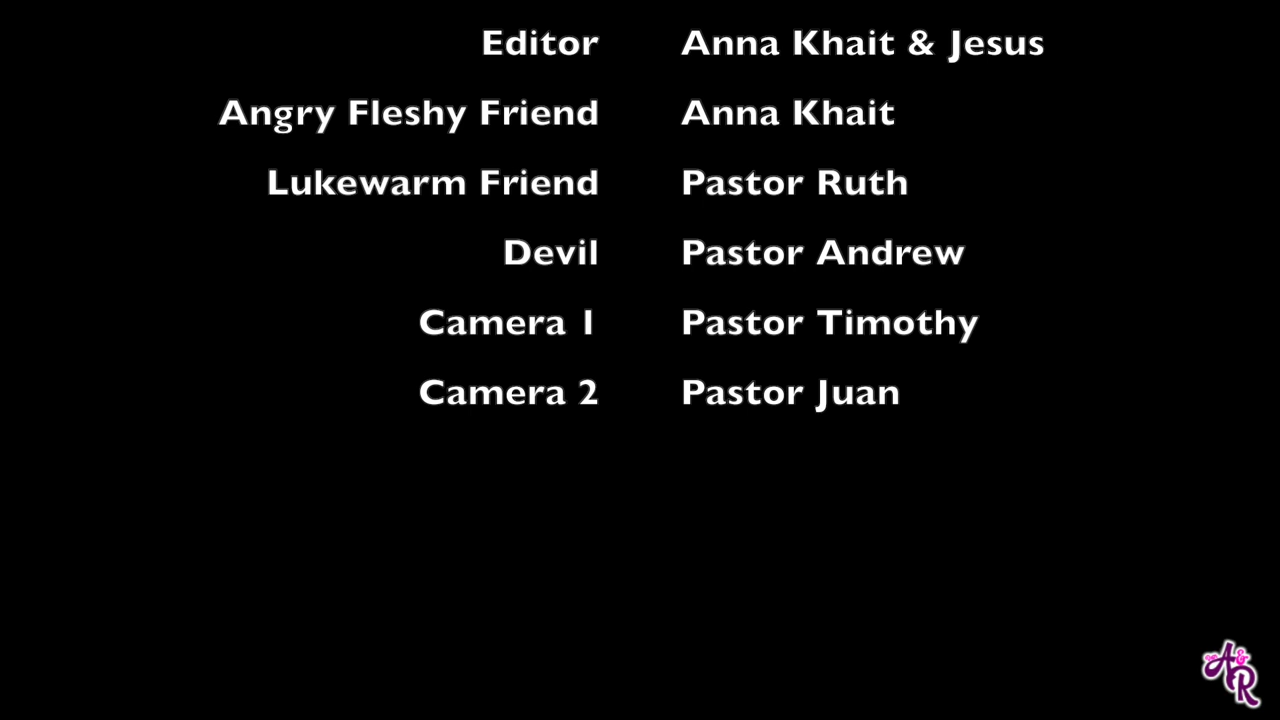 Editor Anna Khait & Jesus
Angry Fleshy Friend Anna Khait
Lukewarm Friend Pastor Ruth
Devil Pastor Andrew
Camera 1 Pastor Timothy
Camera 2 Pastor Juan
A&R